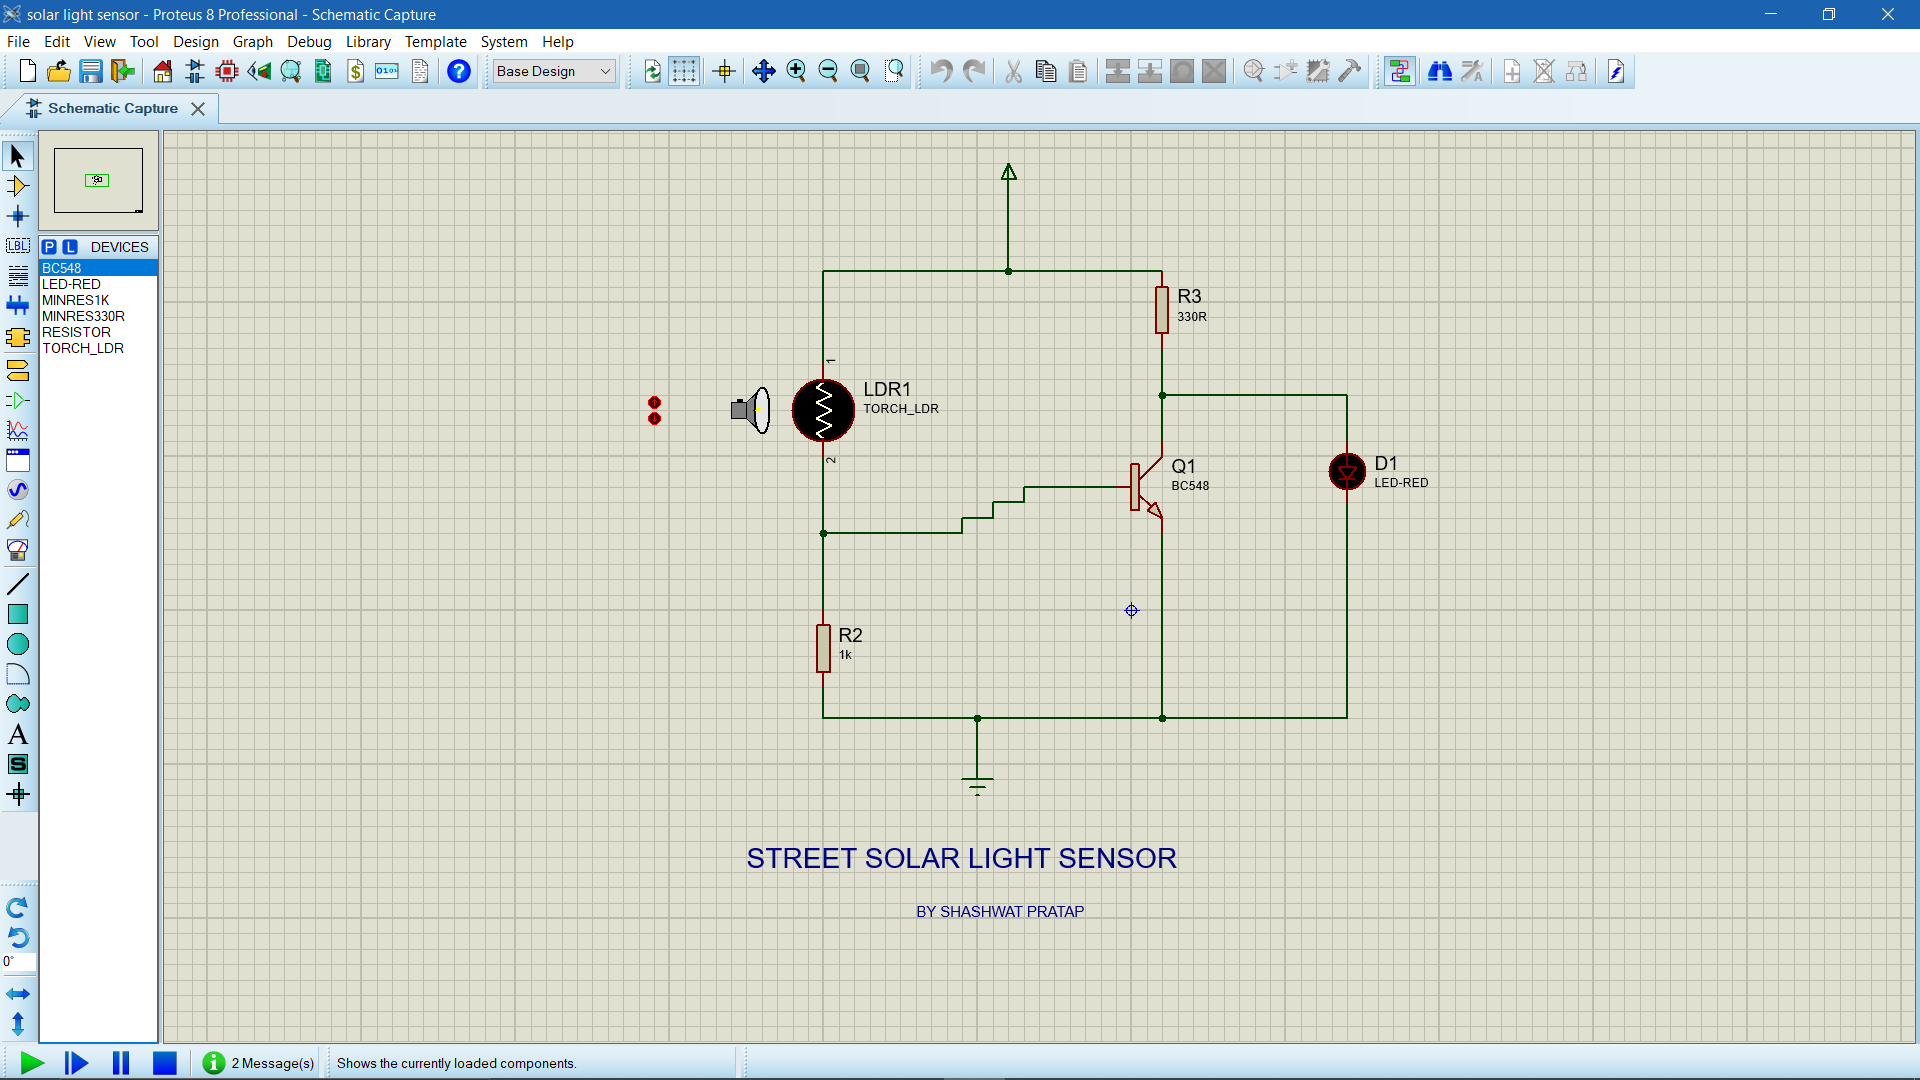 solar light sensor - Proteus 8 Professional - Schematic Capture
File Edit View Tool Design Graph Debug Library Template System Help
Base Design
Schematic Capture
P L DEVICES
BC548
LED-RED
MINRES1K
MINRES330R
RESISTOR
TORCH_LDR
LBL
A
S
0°
R3
330R
1
LDR1
TORCH_LDR
2
Q1
BC548
D1
LED-RED
R2
1k
STREET SOLAR LIGHT SENSOR
BY SHASHWAT PRATAP
2 Message(s)
Shows the currently loaded components.